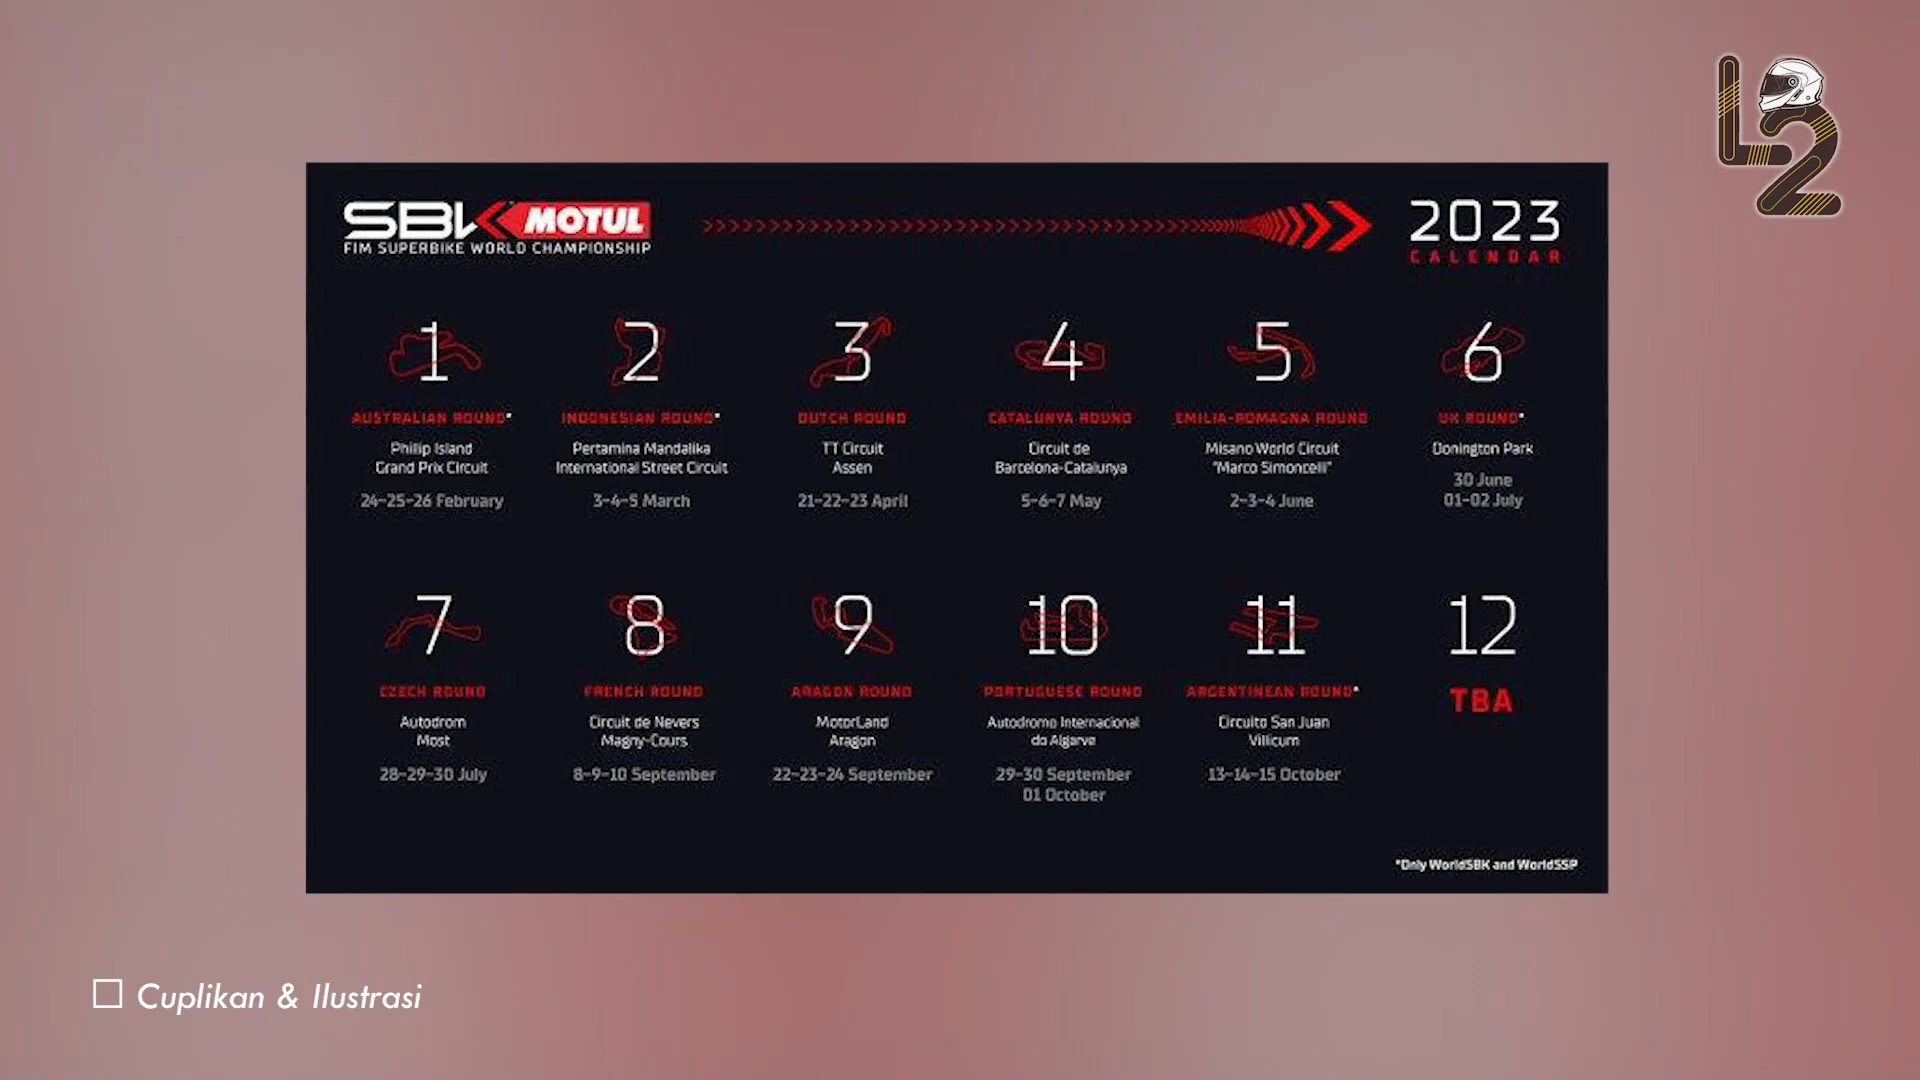 L2
SBK MOTUL
FIM SUPERBIKE WORLD CHAMPIONSHIP
2023
CALENDAR
1
AUSTRALIAN ROUND*
Phillip Island
Grand Prix Circuit
24-25-26 February
2
INDONESIAN ROUND*
Pertamina Mandalika
International Street Circuit
3-4-5 March
3
DUTCH ROUND
TT Circuit
Assen
21-22-23 April
4
CATALUNYA ROUND
Circuit de
Barcelona-Catalunya
5-6-7 May
5
EMILIA-ROMAGNA ROUND
Misano World Circuit
"Marco Simoncelli"
2-3-4 June
6
UK ROUND*
Donington Park
30 June
01-02 July
7
CZECH ROUND
Autodrom
Most
28-29-30 July
8
FRENCH ROUND
Circuit de Nevers
Magny-Cours
8-9-10 September
9
ARAGON ROUND
MotorLand
Aragon
22-23-24 September
10
PORTUGUESE ROUND
Autodromo Internacional
do Algarve
29-30 September
01 October
11
ARGENTINEAN ROUND*
Circuito San Juan
Villicum
13-14-15 October
12
TBA
*Only WorldSBK and WorldSSP
Cuplikan & Ilustrasi